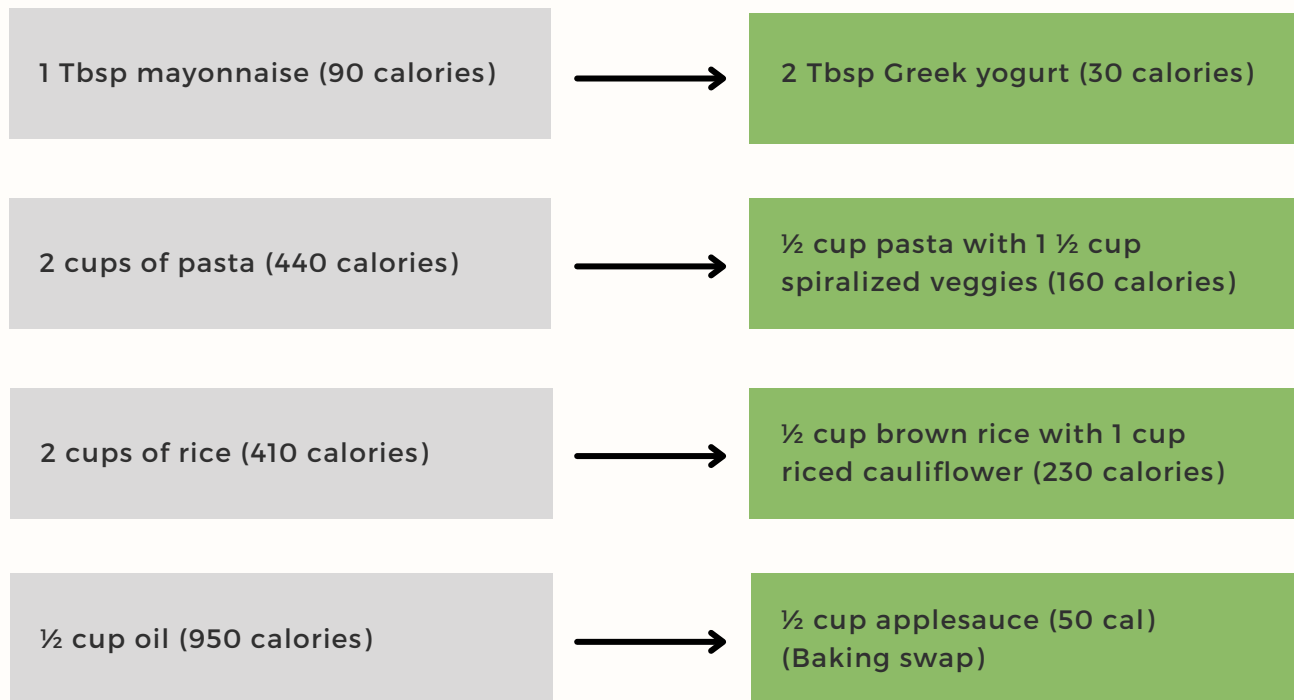 1 Tbsp mayonnaise (90 calories)
2 Tbsp Greek yogurt (30 calories)
2 cups of pasta (440 calories)
½ cup pasta with 1 ½ cup
spiralized veggies (160 calories)
2 cups of rice (410 calories)
½ cup brown rice with 1 cup
riced cauliflower (230 calories)
½ cup oil (950 calories)
½ cup applesauce (50 cal)
(Baking swap)